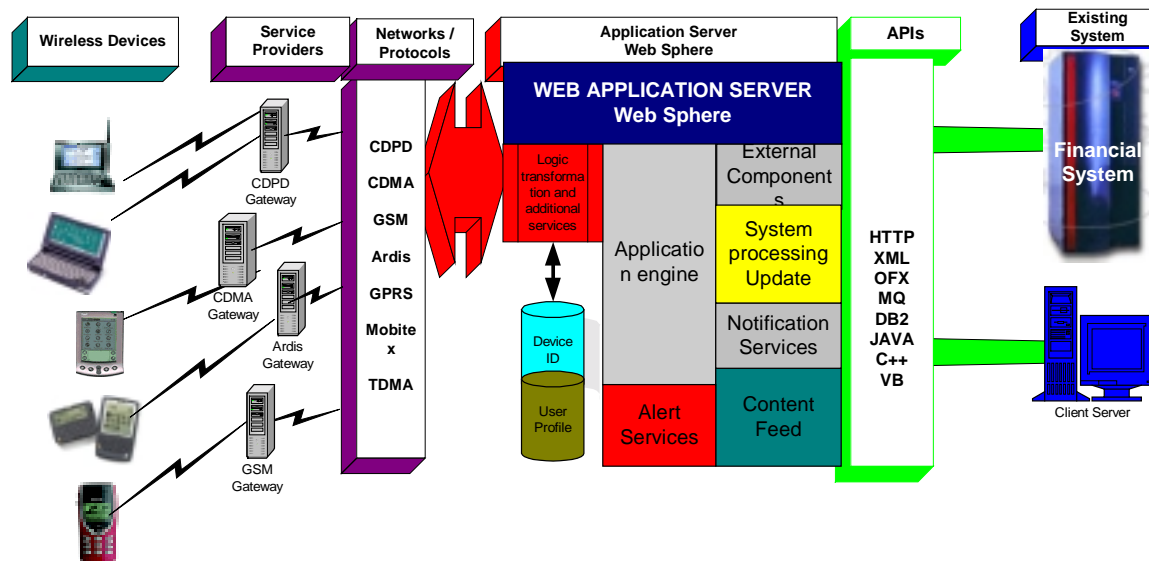 Wireless Devices
Service
Providers
Networks /
Protocols
Application Server
Web Sphere
APIs
Existing
System
CDPD
Gateway
CDMA
Gateway
Ardis
Gateway
GSM
Gateway
CDPD
CDMA
GSM
Ardis
GPRS
Mobite
x
TDMA
WEB APPLICATION SERVER
Web Sphere
Logic
transforma
tion and
additional
services
Device
ID
User
Profile
Applicatio
n engine
Alert
Services
External
Component
s
System
processing
Update
Notification
Services
Content
Feed
HTTP
XML
OFX
MQ
DB2
JAVA
C++
VB
Financial
System
Client Server